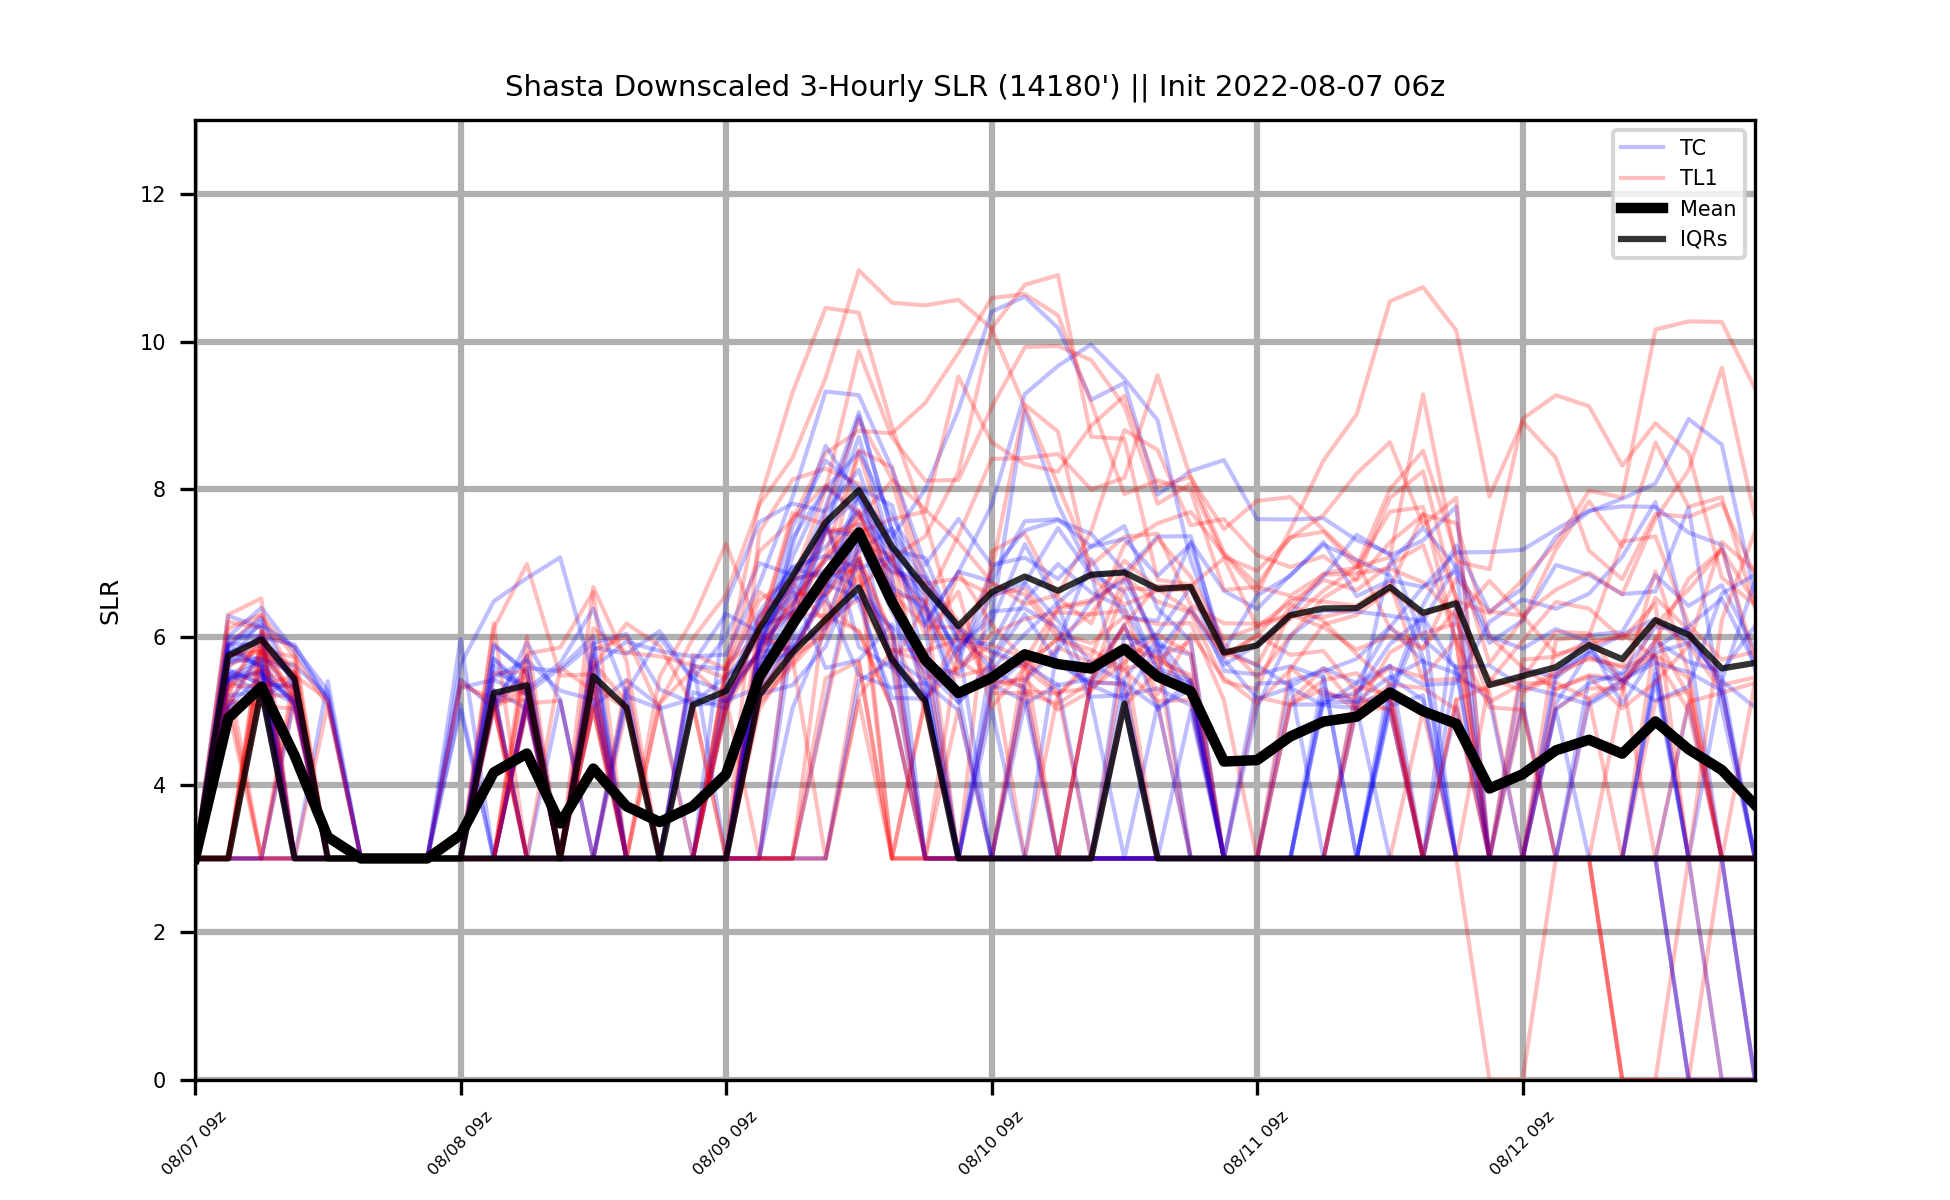 Shasta Downscaled 3-Hourly SLR (14180') || Init 2022-08-07 06z
TC
TL1
Mean
IQRs
SLR
12
10
8
6
4
2
0
08/07 09z
08/08 09z
08/09 09z
08/10 09z
08/11 09z
08/12 09z